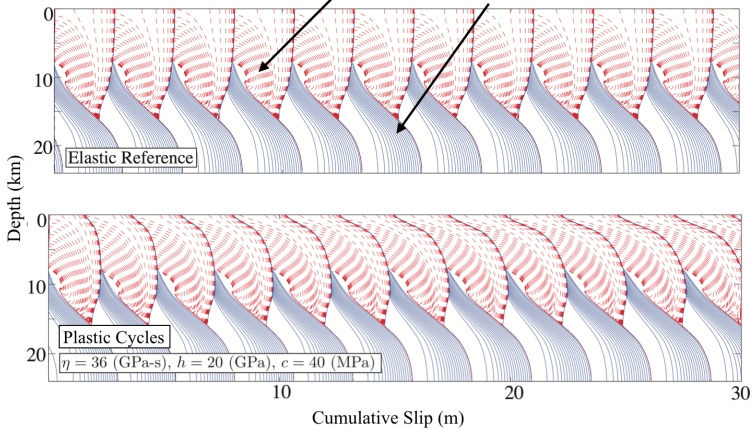 0
10
20
Elastic Reference
Depth (km)
0
10
20
Plastic Cycles
η = 36 (GPa-s), h = 20 (GPa), c = 40 (MPa)
10 20 30
Cumulative Slip (m)